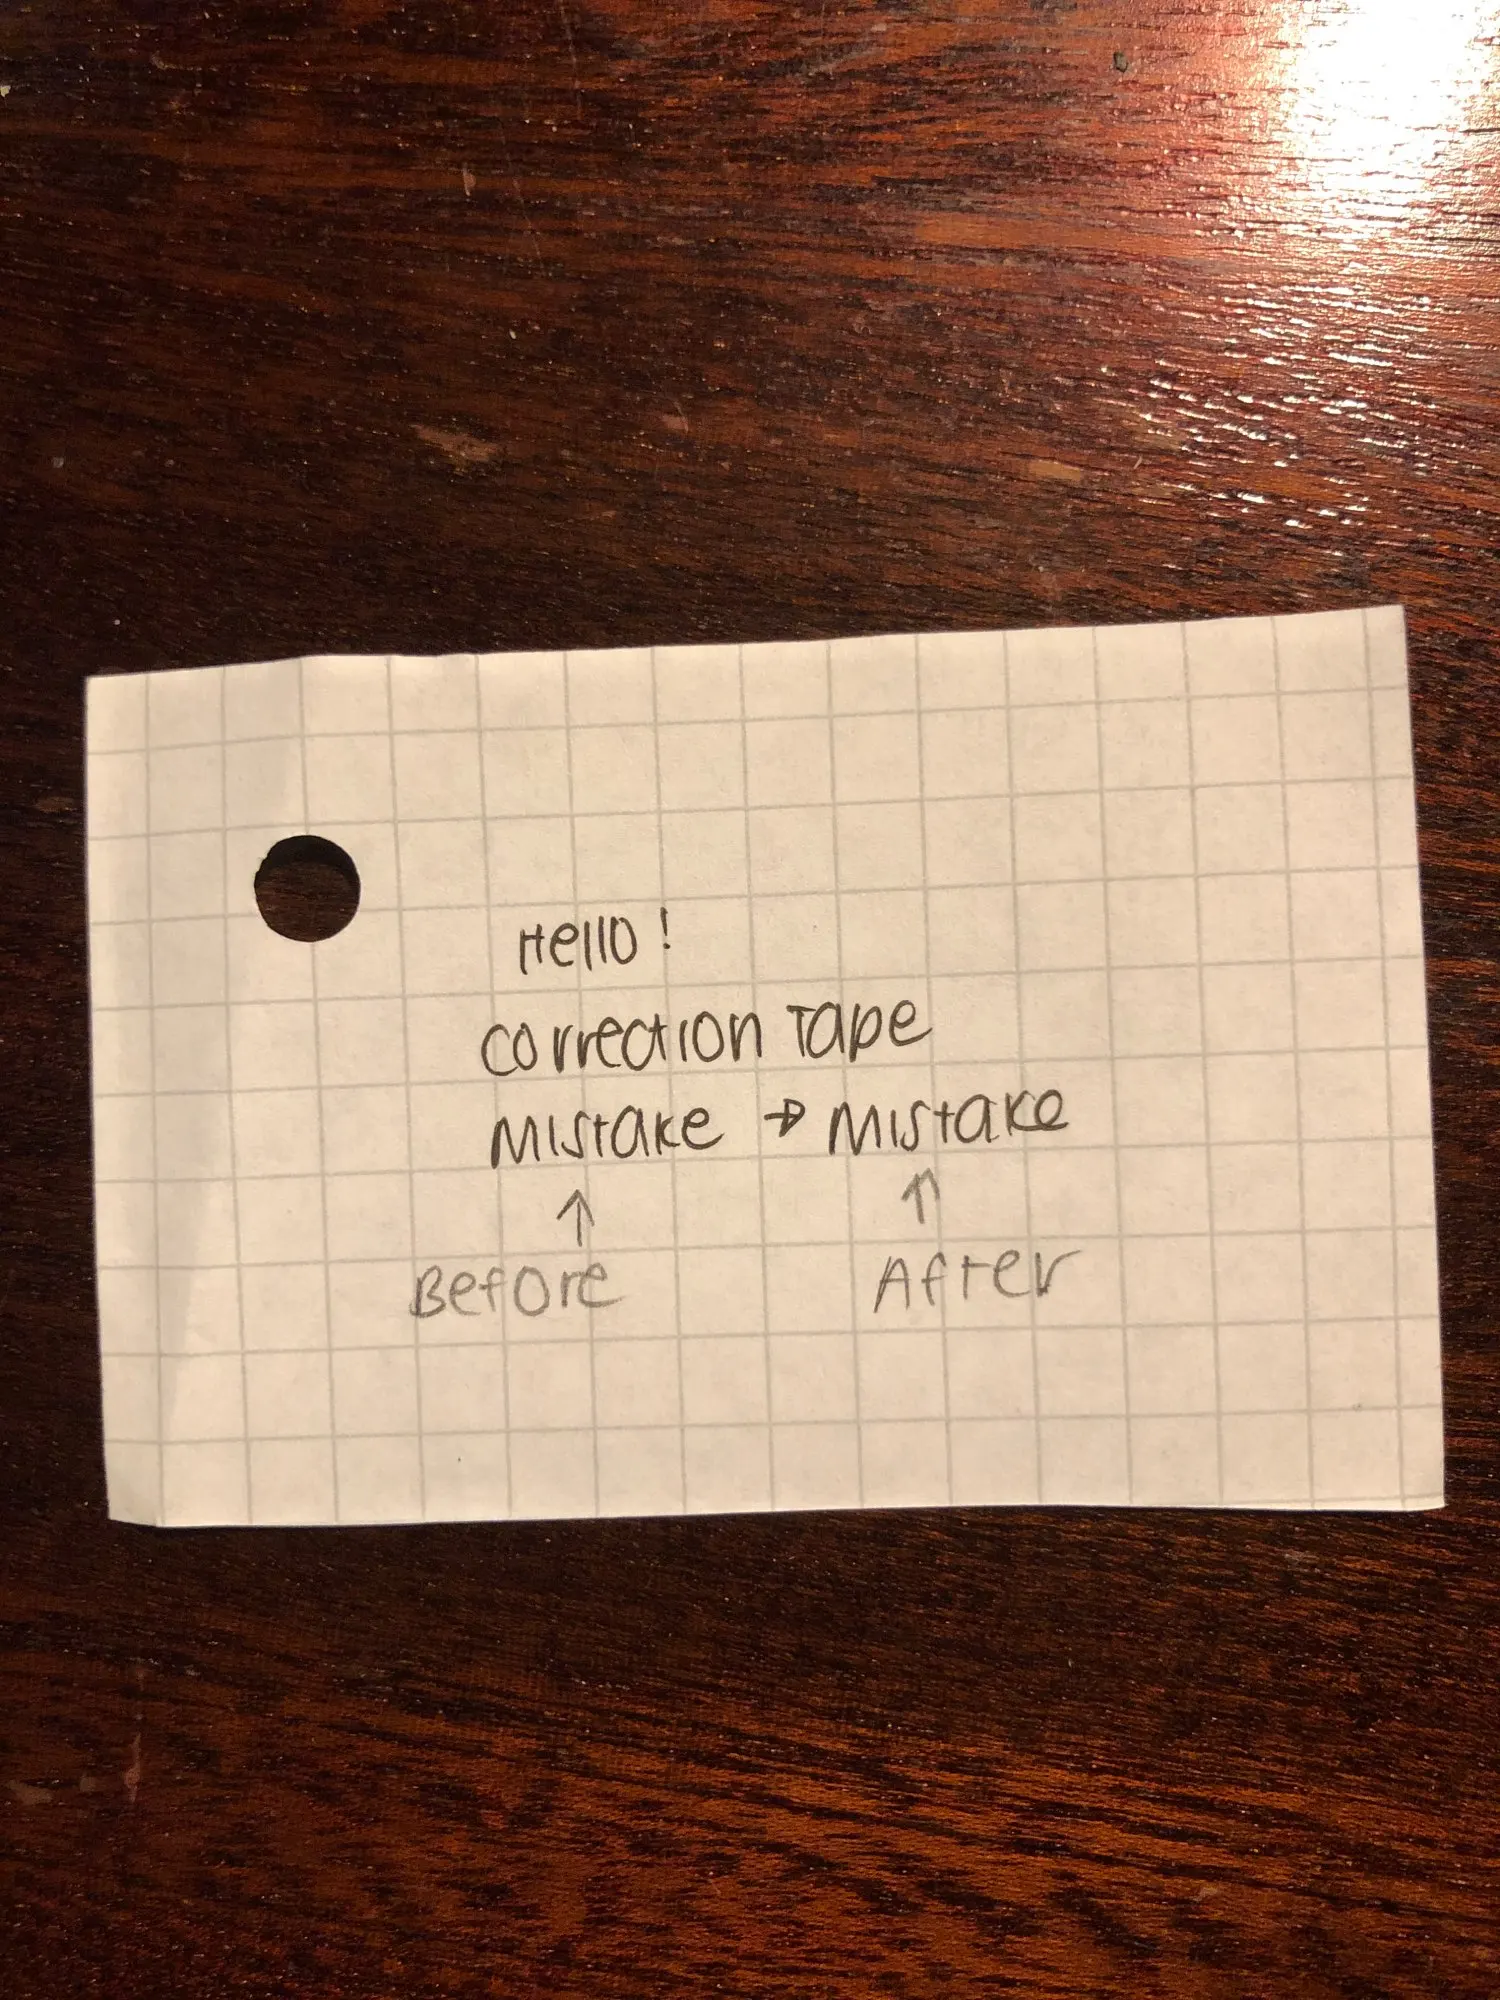 Hello!
Correction Tape
Mistake → Mistake
↑ ↑
Before After